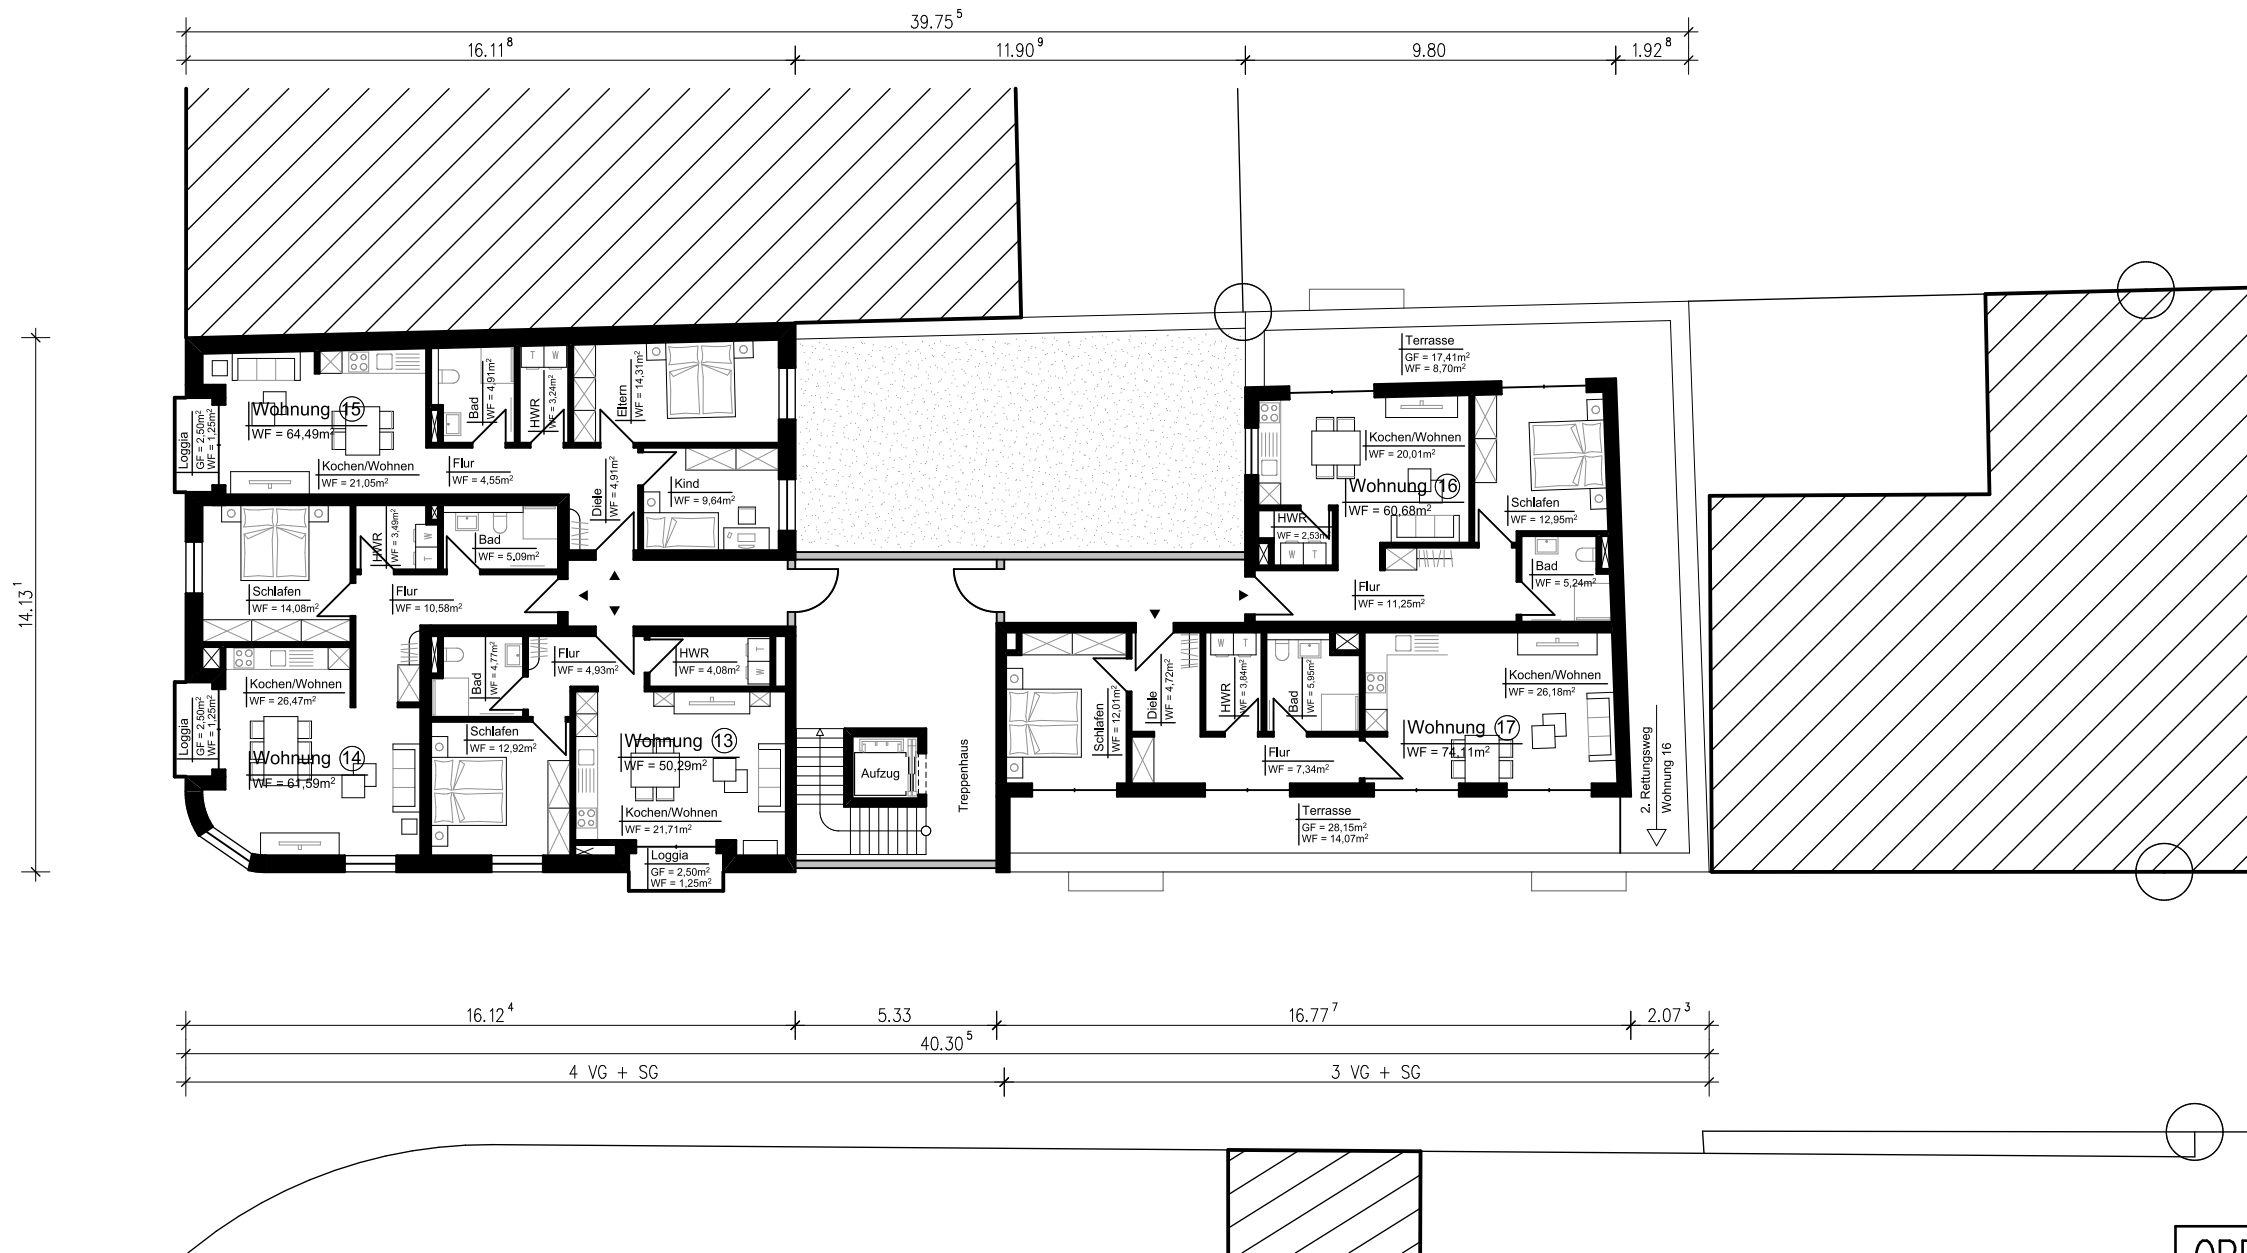 39.75⁵
16.11⁸
11.90⁹
9.80
1.92⁸
14.13¹
Wohnung 15
WF = 64,49m²
Loggia
GF = 2,50m²
WF = 1,25m²
Kochen/Wohnen
WF = 21,05m²
Bad
WF = 4,91m²
HWR
WF = 3,24m²
Eltern
WF = 14,31m²
Flur
WF = 4,55m²
Diele
WF = 4,91m²
Kind
WF = 9,64m²
T
W
Schlafen
WF = 14,08m²
HWR
WF = 3,49m²
W
T
Bad
WF = 5,09m²
Flur
WF = 10,58m²
Kochen/Wohnen
WF = 26,47m²
Loggia
GF = 2,50m²
WF = 1,25m²
Wohnung 14
WF = 61,59m²
Bad
WF = 4,77m²
Flur
WF = 4,93m²
HWR
WF = 4,08m²
T
W
Schlafen
WF = 12,92m²
Wohnung 13
WF = 50,29m²
Kochen/Wohnen
WF = 21,71m²
Loggia
GF = 2,50m²
WF = 1,25m²
Aufzug
Treppenhaus
Terrasse
GF = 17,41m²
WF = 8,70m²
Kochen/Wohnen
WF = 20,01m²
Wohnung 16
WF = 60,68m²
Schlafen
WF = 12,95m²
HWR
WF = 2,53m²
W
T
Bad
WF = 5,24m²
Flur
WF = 11,25m²
Schlafen
WF = 12,01m²
Diele
WF = 4,72m²
W
T
HWR
WF = 3,84m²
Bad
WF = 5,95m²
Kochen/Wohnen
WF = 26,18m²
Wohnung 17
WF = 74,11m²
Flur
WF = 7,34m²
Terrasse
GF = 28,15m²
WF = 14,07m²
2. Rettungsweg
Wohnung 16
16.12⁴
5.33
16.77⁷
2.07³
40.30⁵
4 VG + SG
3 VG + SG